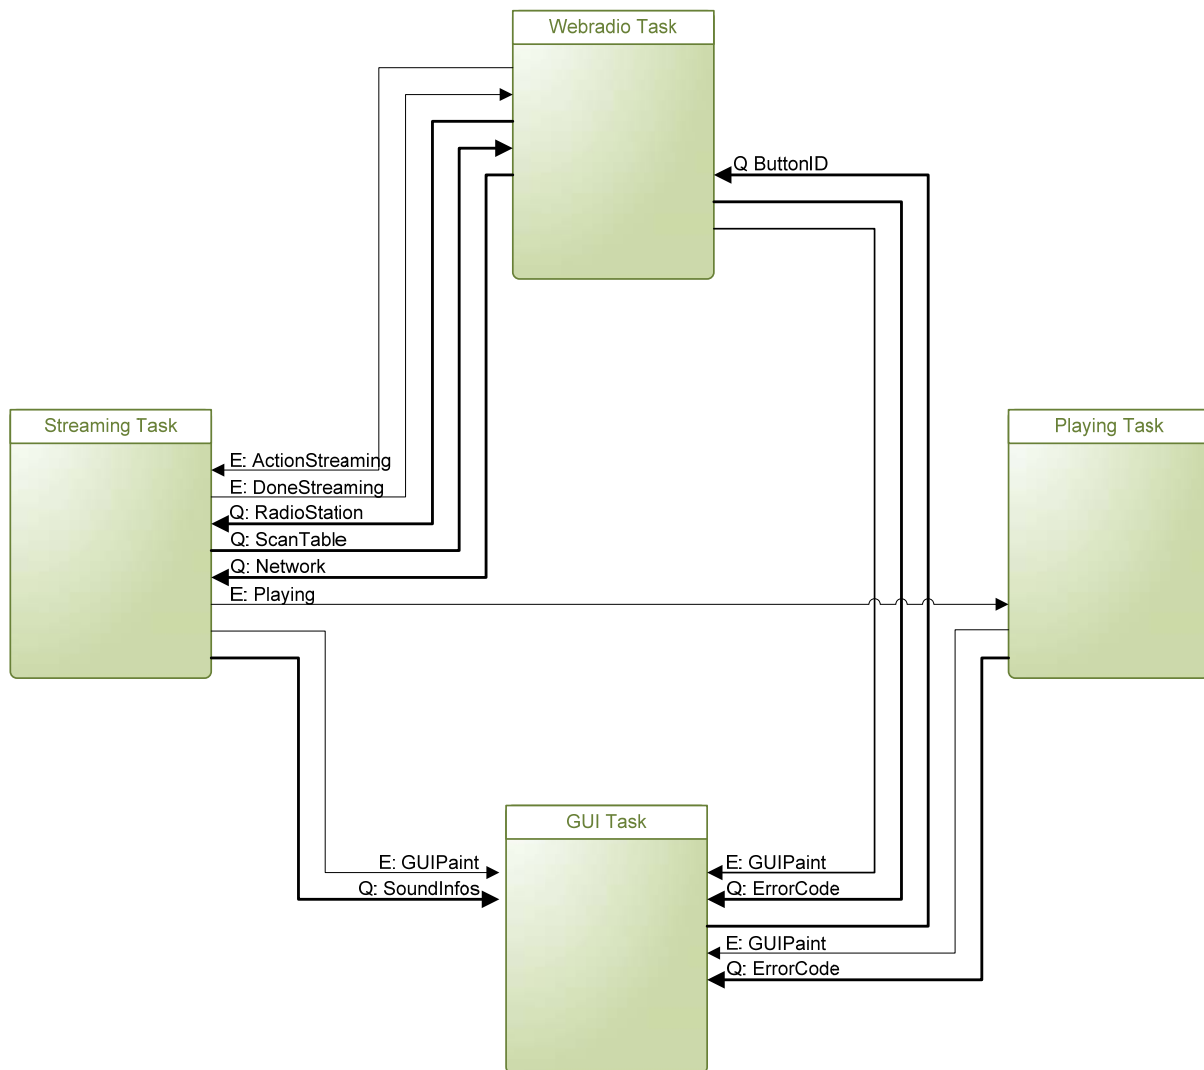 Webradio Task
Q ButtonID
Streaming Task
Playing Task
E: ActionStreaming
E: DoneStreaming
Q: RadioStation
Q: ScanTable
Q: Network
E: Playing
GUI Task
E: GUIPaint
E: GUIPaint
Q: SoundInfos
Q: ErrorCode
E: GUIPaint
Q: ErrorCode